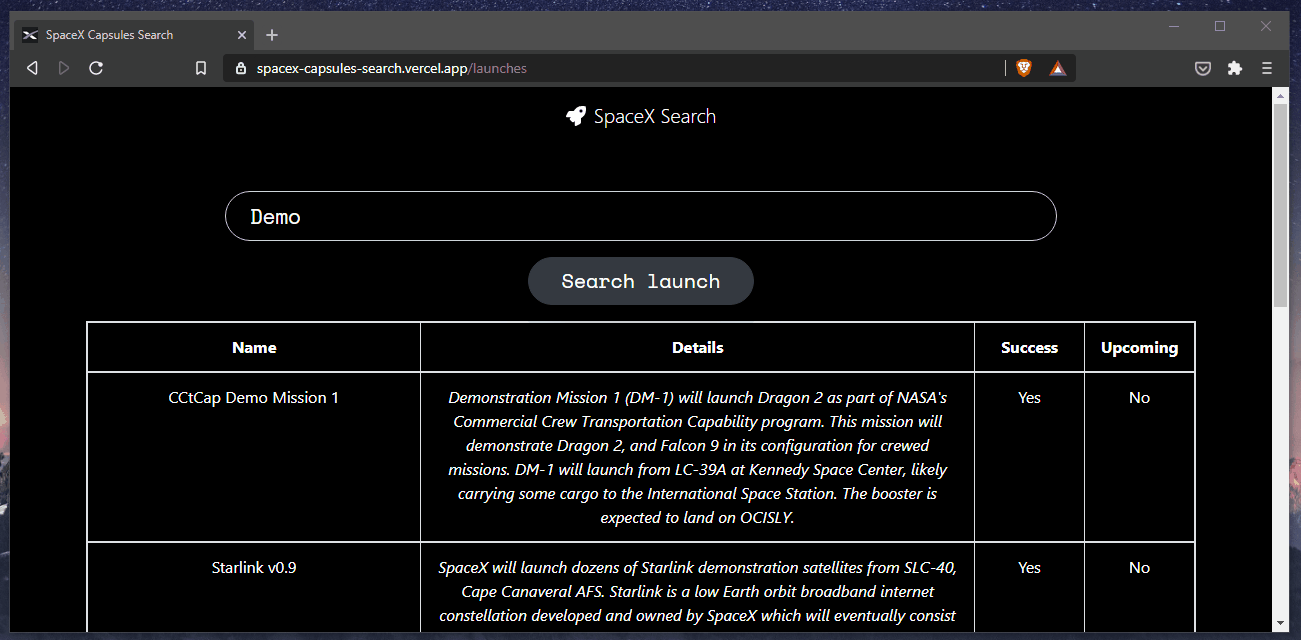 SpaceX Capsules Search
spacex-capsules-search.vercel.app/launches
SpaceX Search
Demo
Search launch
Name Details Success Upcoming
CCtCap Demo Mission 1 Demonstration Mission 1 (DM-1) will launch Dragon 2 as part of NASA's Yes No
Commercial Crew Transportation Capability program. This mission will
demonstrate Dragon 2, and Falcon 9 in its configuration for crewed
missions. DM-1 will launch from LC-39A at Kennedy Space Center, likely
carrying some cargo to the International Space Station. The booster is
expected to land on OCISLY.
Starlink v0.9 SpaceX will launch dozens of Starlink demonstration satellites from SLC-40, Yes No
Cape Canaveral AFS. Starlink is a low Earth orbit broadband internet
constellation developed and owned by SpaceX which will eventually consist